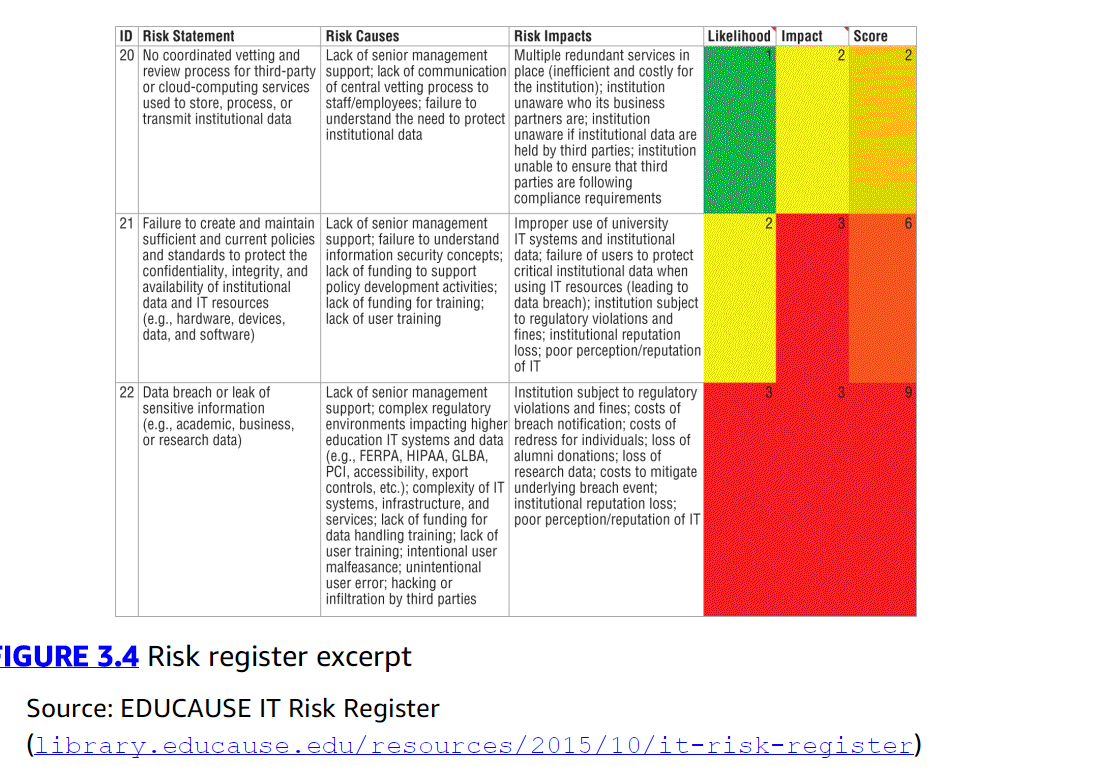 ID Risk Statement Risk Causes Risk Impacts Likelihood Impact Score
20
No coordinated vetting and
review process for third-party
or cloud-computing services
used to store, process, or
transmit institutional data
Lack of senior management
support; lack of communication
of central vetting process to
staff/employees; failure to
understand the need to protect
institutional data
Multiple redundant services in
place (inefficient and costly for
the institution); institution
unaware who its business
partners are; institution
unaware if institutional data are
held by third parties; institution
unable to ensure that third
parties are following
compliance requirements
1
2
2
21
Failure to create and maintain
sufficient and current policies
and standards to protect the
confidentiality, integrity, and
availability of institutional
data and IT resources
(e.g., hardware, devices,
data, and software)
Lack of senior management
support; failure to understand
information security concepts;
lack of funding to support
policy development activities;
lack of funding for training;
lack of user training
Improper use of university
IT systems and institutional
data; failure of users to protect
critical institutional data when
using IT resources (leading to
data breach); institution subject
to regulatory violations and
fines; institutional reputation
loss; poor perception/reputation
of IT
2
3
6
22
Data breach or leak of
sensitive information
(e.g., academic, business,
or research data)
Lack of senior management
support; complex regulatory
environments impacting higher
education IT systems and data
(e.g., FERPA, HIPAA, GLBA,
PCI, accessibility, export
controls, etc.); complexity of IT
systems, infrastructure, and
services; lack of funding for
data handling training; lack of
user training; intentional user
malfeasance; unintentional
user error; hacking or
infiltration by third parties
Institution subject to regulatory
violations and fines; costs of
breach notification; costs of
redress for individuals; loss of
alumni donations; loss of
research data; costs to mitigate
underlying breach event;
institutional reputation loss;
poor perception/reputation of IT
3
3
9
FIGURE 3.4 Risk register excerpt
Source: EDUCAUSE IT Risk Register
(library.educause.edu/resources/2015/10/it-risk-register)